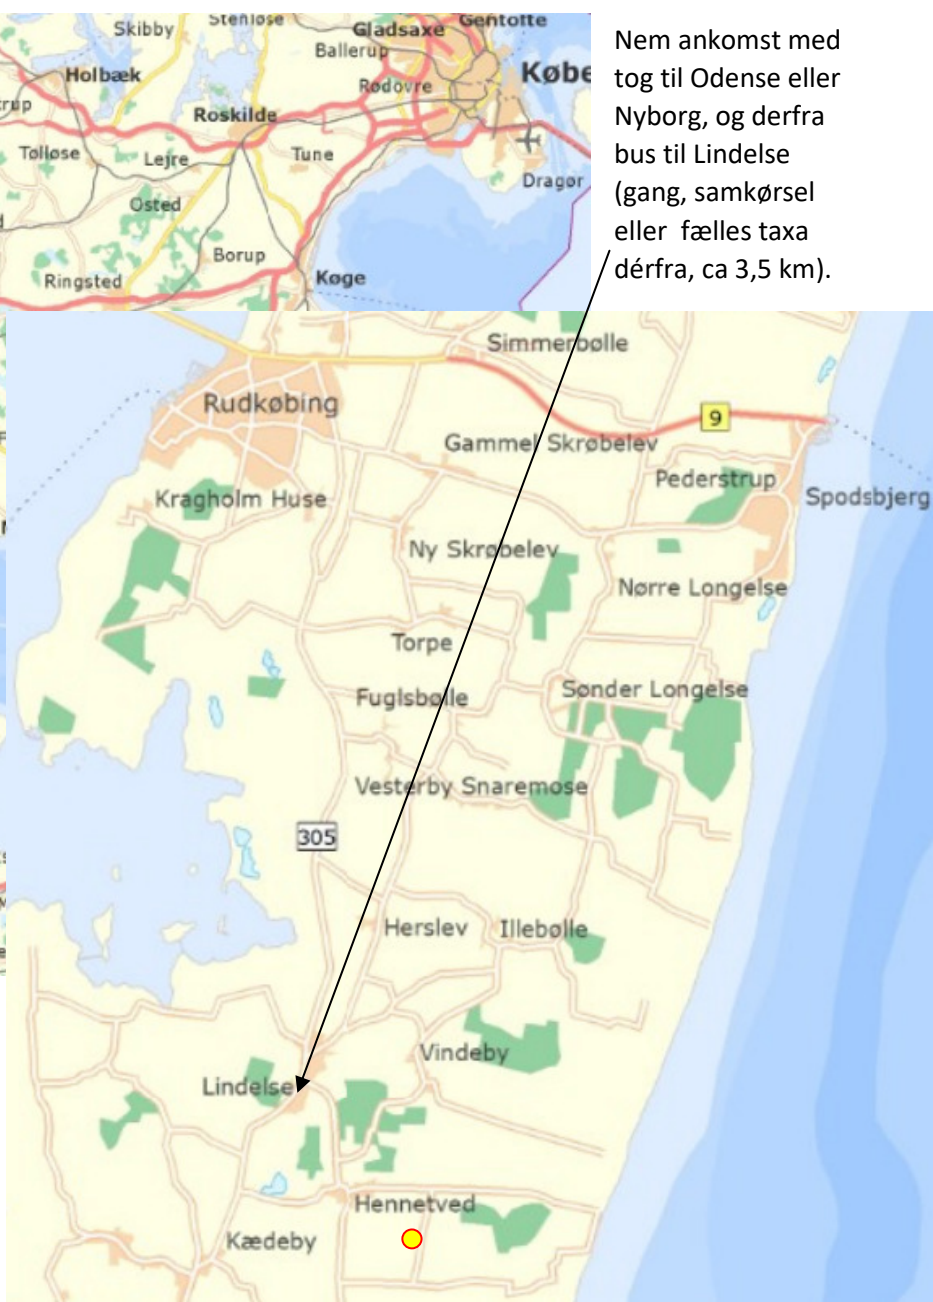 Stenløse
Skibby
Gladsaxe
Gentofte
Ballerup
Holbæk
Købe
Rødovre
Roskilde
Tølløse
Lejre
Tune
Dragør
Osted
Borup
Ringsted
Køge
Nem ankomst med
tog til Odense eller
Nyborg, og derfra
bus til Lindelse
(gang, samkørsel
eller fælles taxa
dérfra, ca 3,5 km).
Simmerbølle
Rudkøbing
9
Gammel Skrøbelev
Pederstrup
Kragholm Huse
Spodsbjerg
Ny Skrøbelev
Nørre Longelse
Torpe
Fuglsbølle
Sønder Longelse
Vesterby Snaremose
305
Herslev
Illebølle
Vindeby
Lindelse
Hennetved
Kædeby